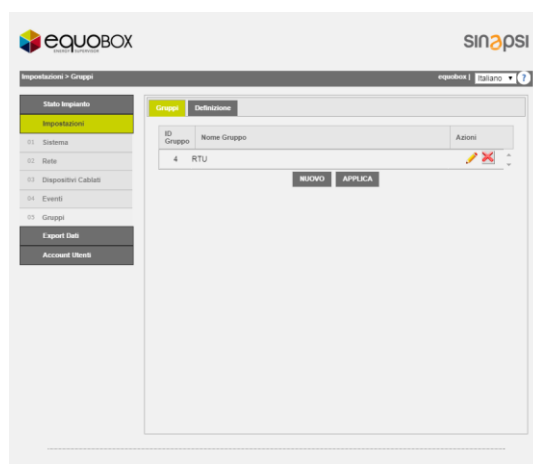 equoBOX
ENERGY SUPERVISOR
sinapsi
Impostazioni > Gruppi
equobox | Italiano ?
Stato Impianto
Impostazioni
01 Sistema
02 Rete
03 Dispositivi Cablati
04 Eventi
05 Gruppi
Export Dati
Account Utenti
Gruppi Definizione
ID Gruppo Nome Gruppo Azioni
4 RTU
NUOVO APPLICA